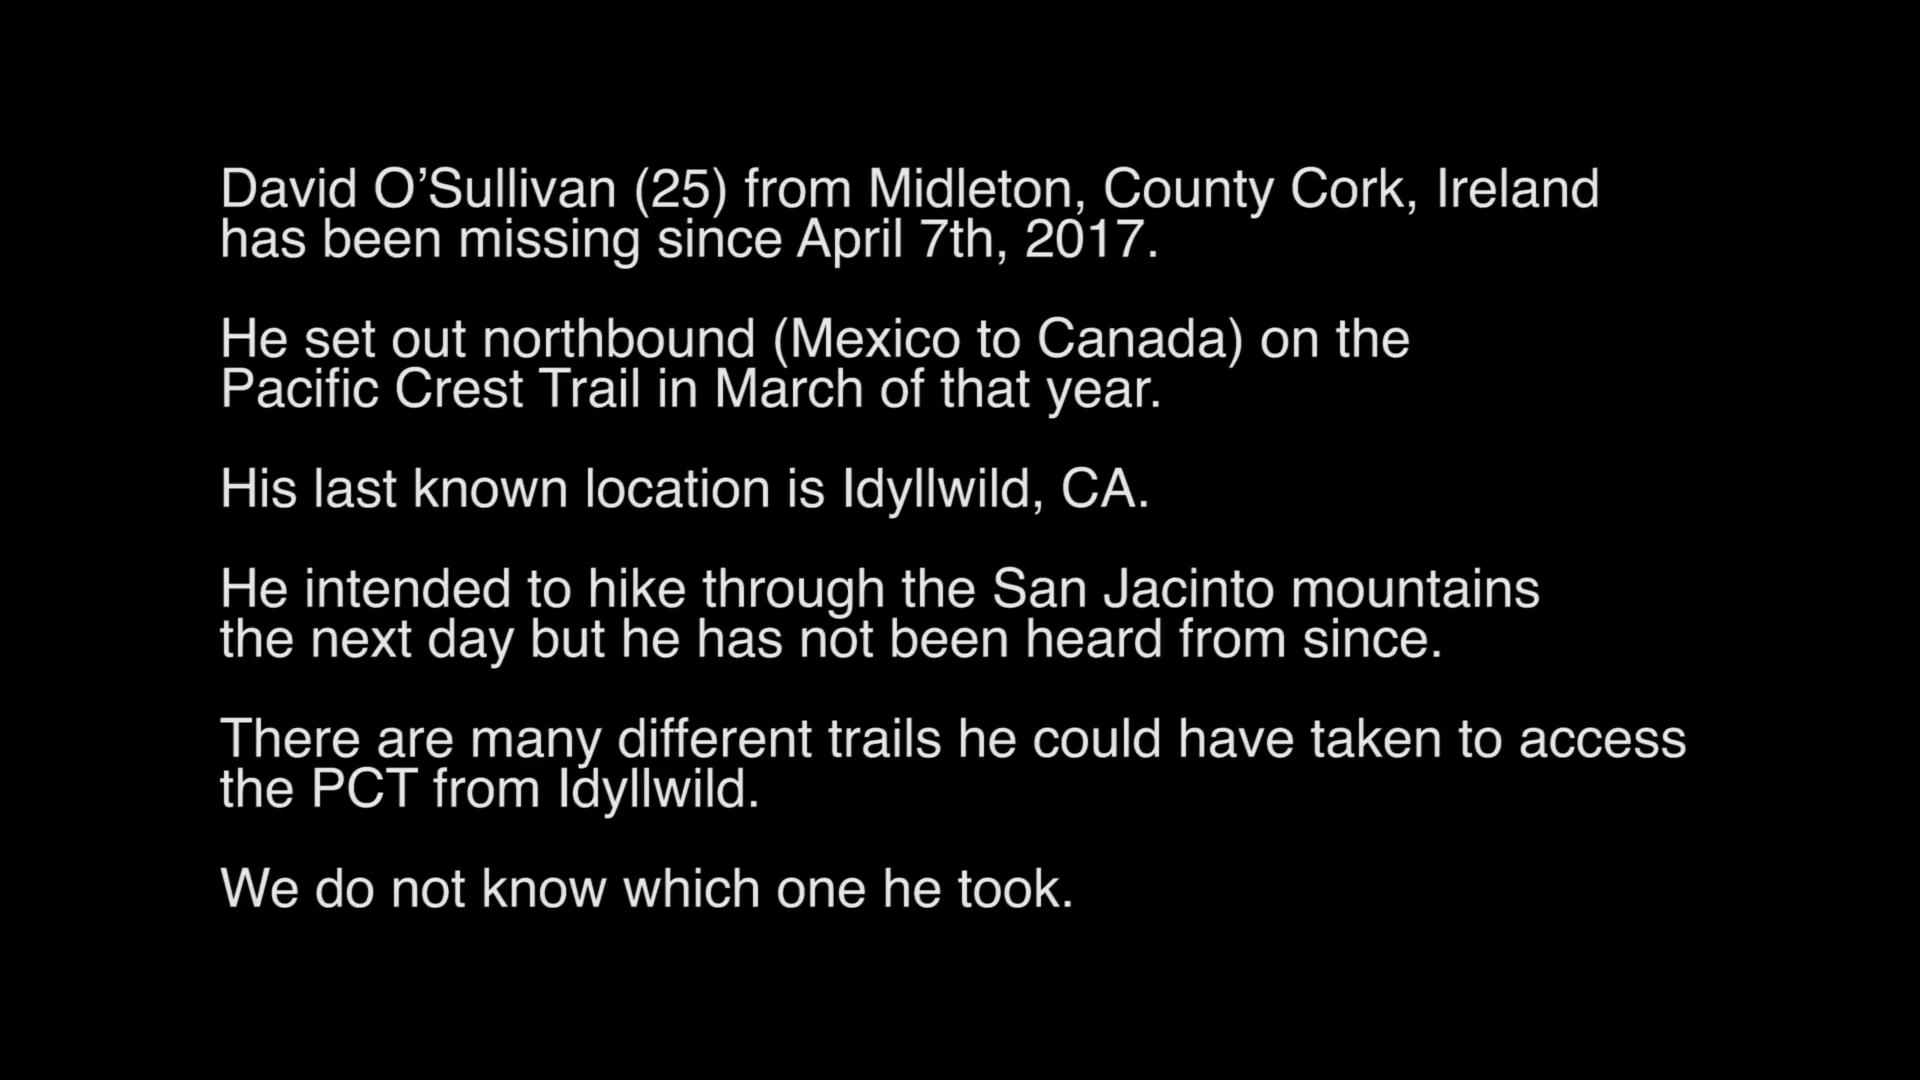 David O’Sullivan (25) from Midleton, County Cork, Ireland
has been missing since April 7th, 2017.
He set out northbound (Mexico to Canada) on the
Pacific Crest Trail in March of that year.
His last known location is Idyllwild, CA.
He intended to hike through the San Jacinto mountains
the next day but he has not been heard from since.
There are many different trails he could have taken to access
the PCT from Idyllwild.
We do not know which one he took.